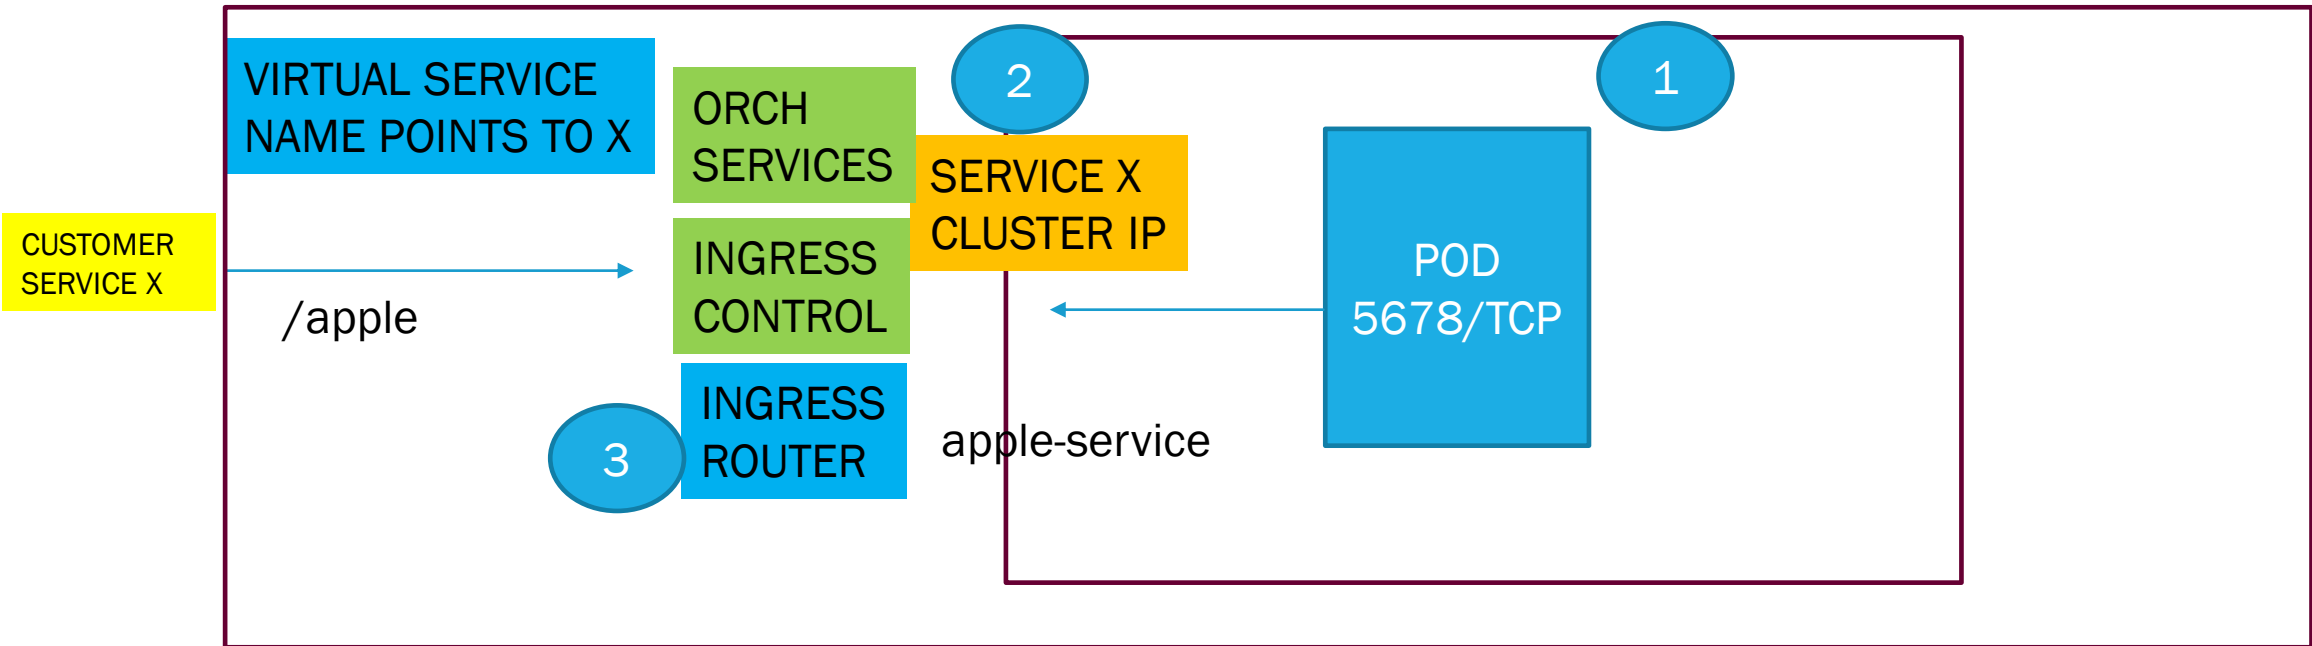 VIRTUAL SERVICE
NAME POINTS TO X
ORCH
SERVICES
2
1
SERVICE X
CLUSTER IP
CUSTOMER
SERVICE X
/apple
INGRESS
CONTROL
POD
5678/TCP
3
INGRESS
ROUTER
apple-service